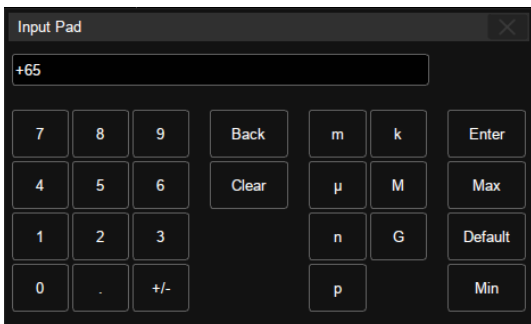 Input Pad
+65
7 8 9 Back m k Enter
4 5 6 Clear µ M Max
1 2 3 n G Default
0 . +/- p Min